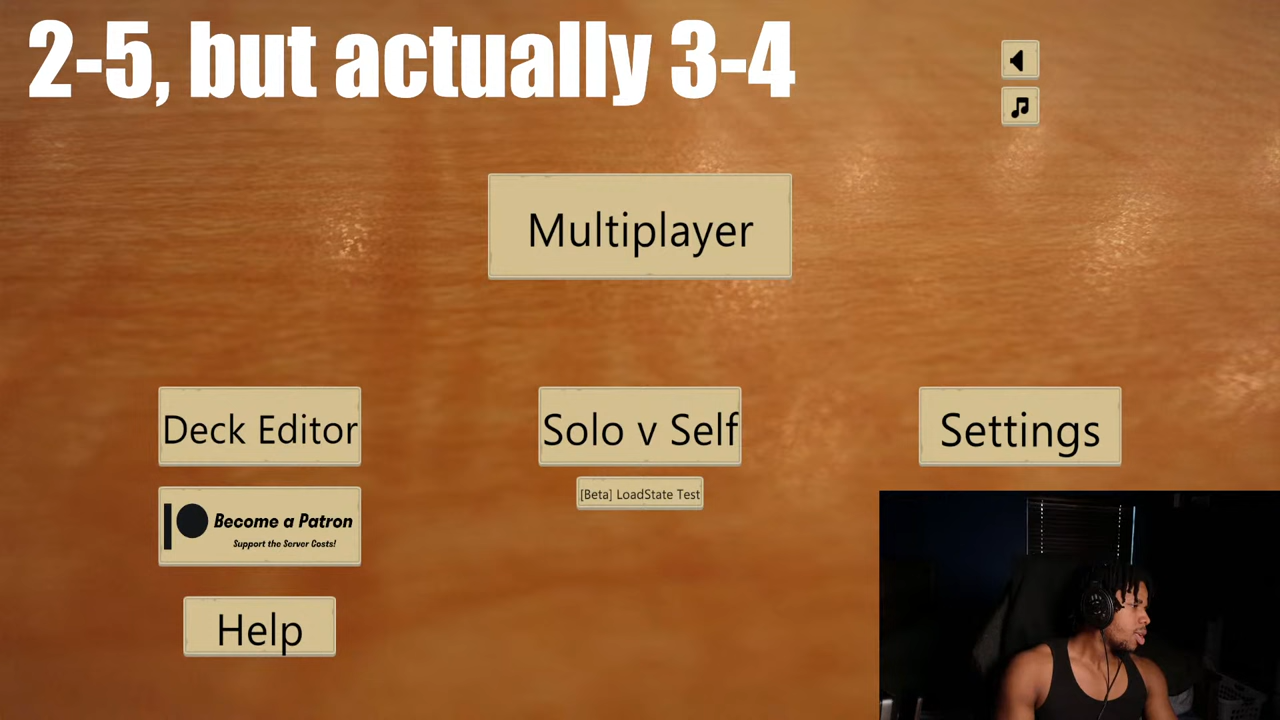 2-5, but actually 3-4
Multiplayer
Deck Editor
Solo v Self
Settings
[Beta] LoadState Test
Become a Patron
Support the Server Costs!
Help